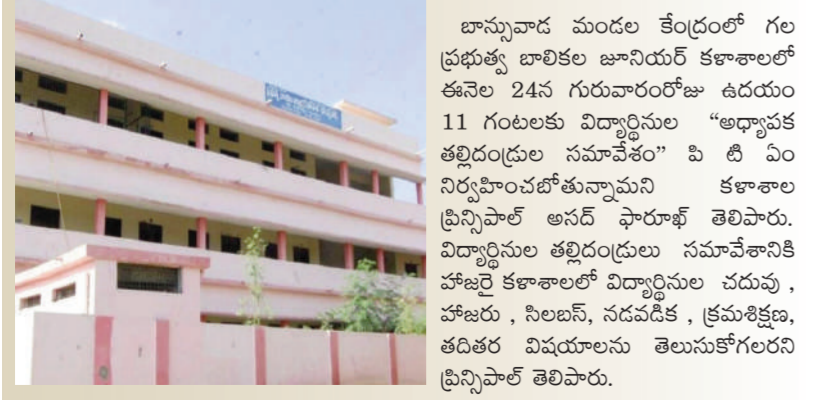 బాన్సువాడ మండల కేంద్రంలో గల
ప్రభుత్వ బాలికల జూనియర్ కళాశాలలో
ఈనెల 24న గురువారంరోజు ఉదయం
11 గంటలకు విద్యార్థినుల “అధ్యాపక
తల్లిదండ్రుల సమావేశం” పి టి ఏం
నిర్వహించబోతున్నామని కళాశాల
ప్రిన్సిపాల్ అసద్ ఫారూఖ్ తెలిపారు.
విద్యార్థినుల తల్లిదండ్రులు సమావేశానికి
హాజరై కళాశాలలో విద్యార్థినుల చదువు ,
హాజరు , సిలబస్, నడవడిక , క్రమశిక్షణ,
తదితర విషయాలను తెలుసుకోగలరని
ప్రిన్సిపాల్ తెలిపారు.